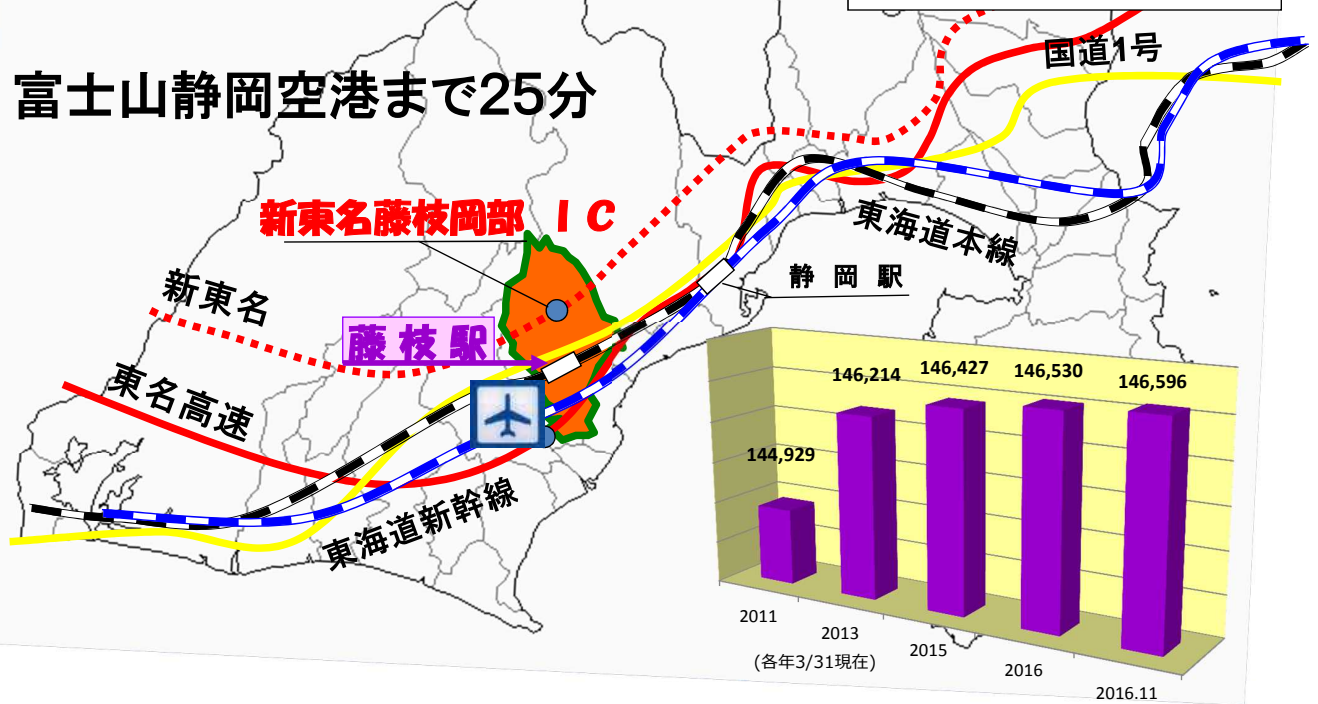 国道1号
富士山静岡空港まで25分
新東名藤枝岡部 IC
東海道本線
静 岡 駅
新東名
藤 枝 駅
東名高速
東海道新幹線
144,929
146,214
146,427
146,530
146,596
2011
2013
2015
2016
2016.11
(各年3/31現在)